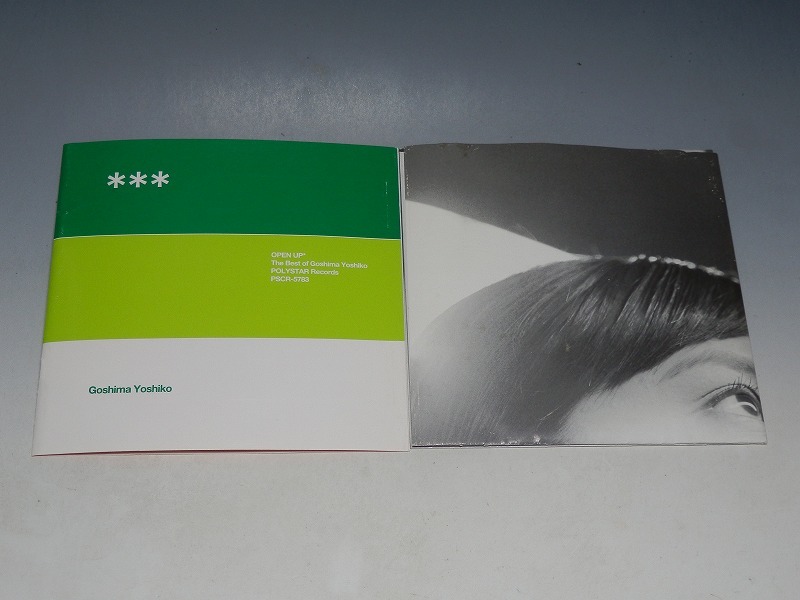 ***
OPEN UP*
The Best of Goshima Yoshiko
POLYSTAR Records
PSCR-5783
Goshima Yoshiko